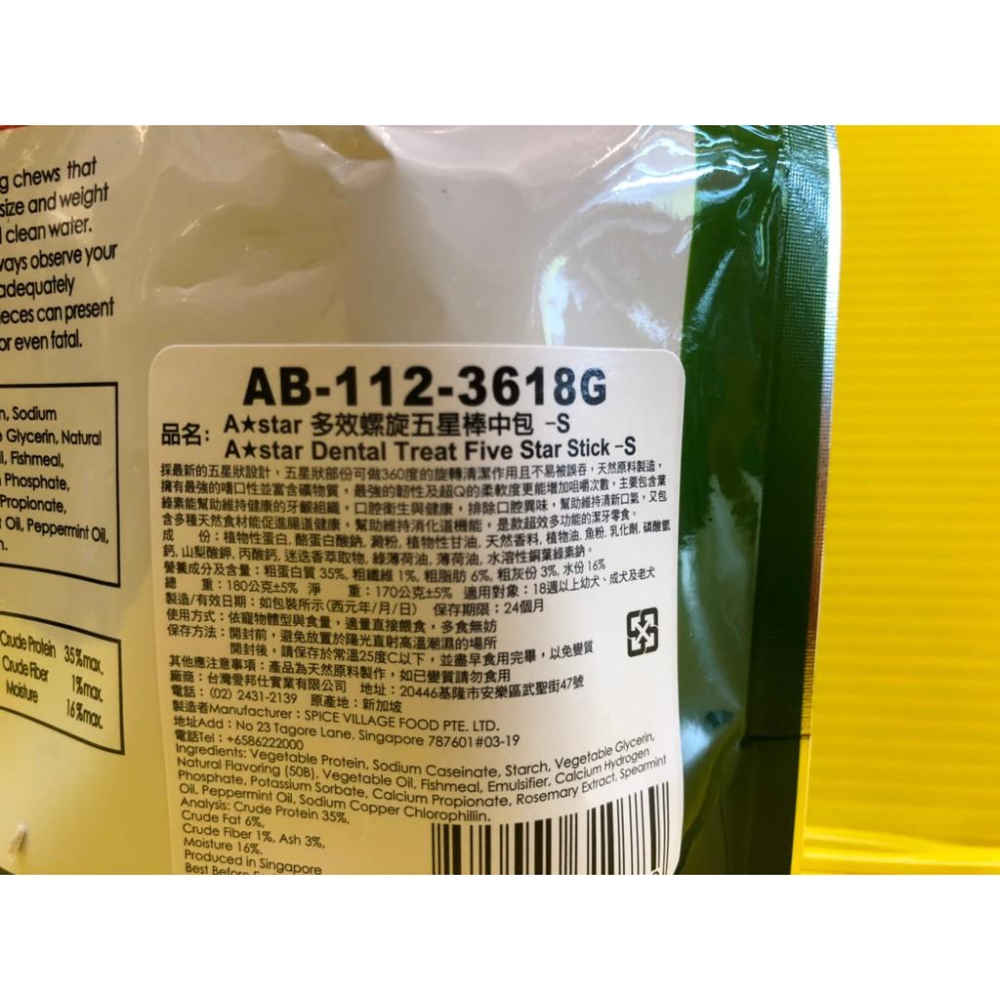 g chews that
size and weight
clean water.
ways observe your
adequately
ieces can present
or even fatal.
n, Sodium
Glycerin, Natural
l, Fishmeal,
Phosphate,
Propionate,
Oil, Peppermint Oil,
n.
Crude Protein 35%max.
Crude Fiber 1%max.
Moisture 16%max.
AB-112-3618G
品名: A★star 多效螺旋五星棒中包 -S
A★star Dental Treat Five Star Stick -S
採最新的五星狀設計，五星狀部份可做360度的旋轉清潔作用且不易被誤吞，天然原料製造，
擁有最強的嗜口性並富含礦物質，最強的韌性及超Q的柔軟度更能增加咀嚼次數，主要包含葉
綠素能幫助維持健康的牙齦組織，口腔衛生與健康，排除口腔異味，幫助維持清新口氣，又包
含多種天然食材能促進腸道健康，幫助維持消化道機能，是款超效多功能的潔牙零食。
成　份: 植物性蛋白, 酪蛋白酸鈉, 澱粉, 植物性甘油, 天然香料, 植物油, 魚粉, 乳化劑, 磷酸氫
鈣, 山梨酸鉀, 丙酸鈣, 迷迭香萃取物, 綠薄荷油, 薄荷油, 水溶性銅葉綠素鈉。
營養成分及含量：粗蛋白質 35%, 粗纖維 1%, 粗脂肪 6%, 粗灰份 3%, 水份 16%
總　重：180公克±5% 淨　重：170公克±5% 適用對象：18週以上幼犬、成犬及老犬
製造/有效日期：如包裝所示(西元年/月/日) 保存期限：24個月
使用方式：依寵物體型與食量，適量直接餵食，多食無妨
保存方法：開封前，避免放置於陽光直射高溫潮濕的場所
開封後，請保存於常溫25度C以下，並盡早食用完畢，以免變質
其他應注意事項：產品為天然原料製作，如已變質請勿食用
廠商：台灣愛邦仕實業有限公司 地址：20446基隆市安樂區武聖街47號
電話：(02) 2431-2139 原產地：新加坡
製造者Manufacturer：SPICE VILLAGE FOOD PTE. LTD.
地址Add：No 23 Tagore Lane, Singapore 787601 #03-19
電話Tel：+6586222000
Ingredients: Vegetable Protein, Sodium Caseinate, Starch, Vegetable Glycerin,
Natural Flavoring (50B), Vegetable Oil, Fishmeal, Emulsifier, Calcium Hydrogen
Phosphate, Potassium Sorbate, Calcium Propionate, Rosemary Extract, Spearmint
Oil, Peppermint Oil, Sodium Copper Chlorophillin.
Analysis: Crude Protein 35%,
Crude Fat 6%,
Crude Fiber 1%, Ash 3%,
Moisture 16%,
Produced in Singapore
Best Before